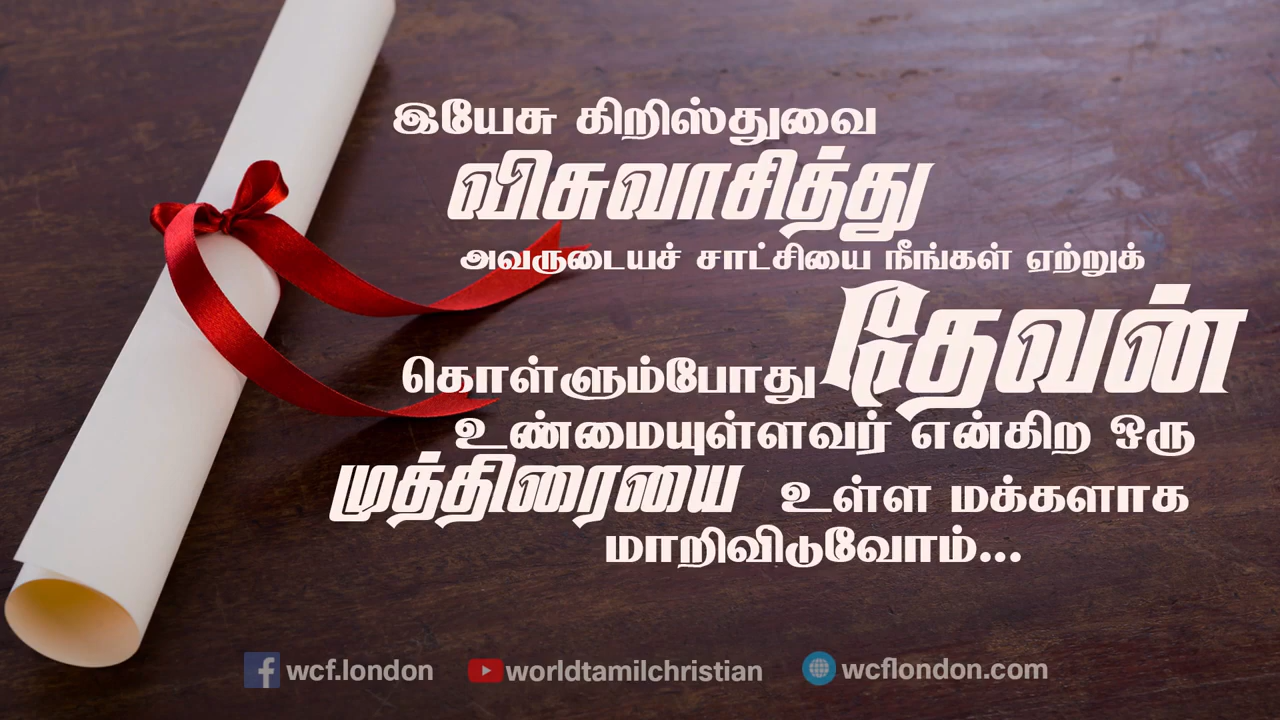 இயேசு கிறிஸ்துவை
விசுவாசித்து
அவருடையச் சாட்சியை நீங்கள் ஏற்றுக்
கொள்ளும்போது தேவன்
உண்மையுள்ளவர் என்கிற ஒரு
முத்திரையை உள்ள மக்களாக
மாறிவிடுவோம்...
wcf.london worldtamilchristian wcflondon.com